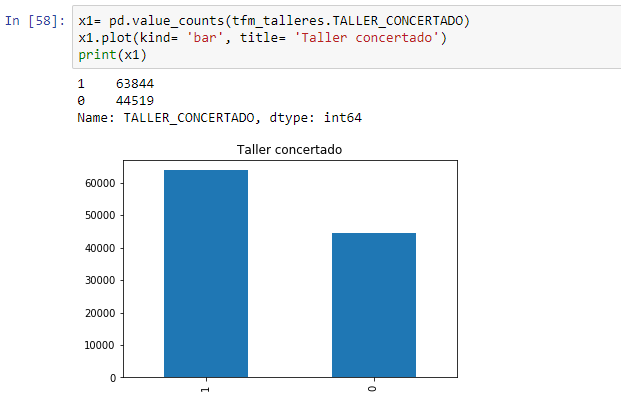 In [58]: x1= pd.value_counts(tfm_talleres.TALLER_CONCERTADO)
x1.plot(kind= 'bar', title= 'Taller concertado')
print(x1)
1    63844
0    44519
Name: TALLER_CONCERTADO, dtype: int64
Taller concertado
60000
50000
40000
30000
20000
10000
0
1
0